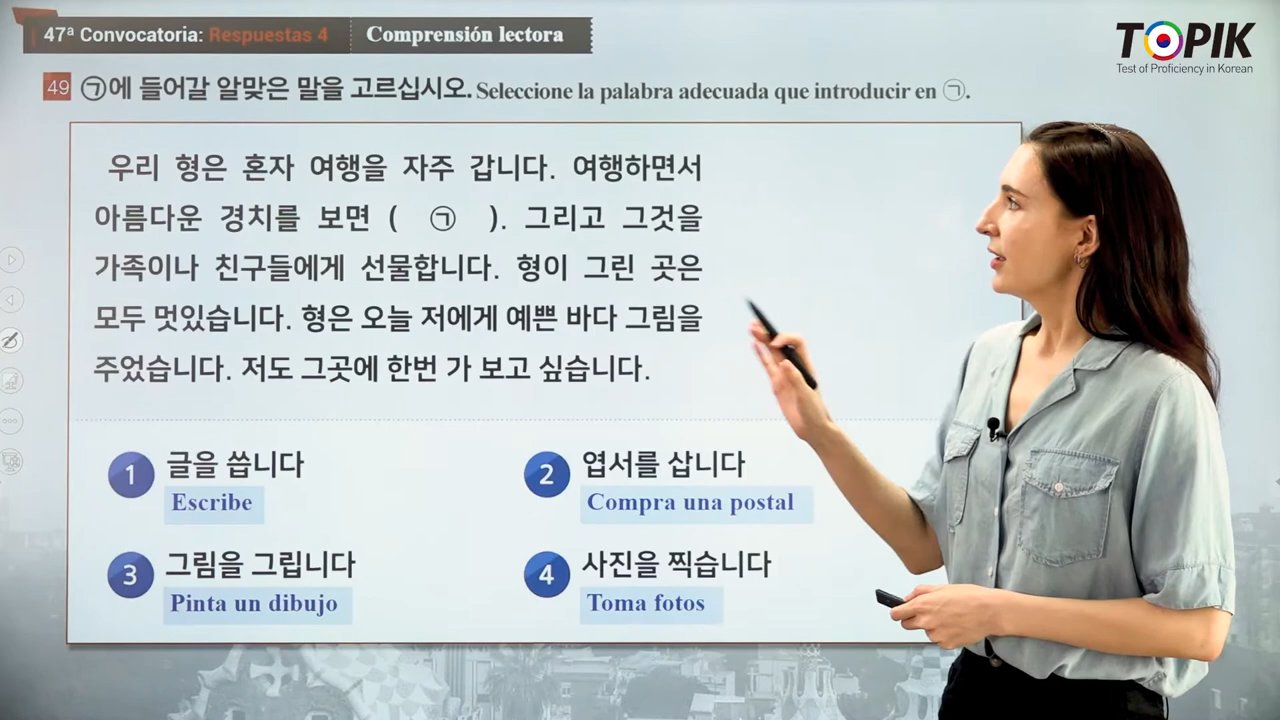 47ª Convocatoria: Respuestas 4 Comprensión lectora
TOPIK
Test of Proficiency in Korean
49 ㉠에 들어갈 알맞은 말을 고르십시오. Seleccione la palabra adecuada que introducir en ㉠.
우리 형은 혼자 여행을 자주 갑니다. 여행하면서
아름다운 경치를 보면 ( ㉠ ). 그리고 그것을
가족이나 친구들에게 선물합니다. 형이 그린 곳은
모두 멋있습니다. 형은 오늘 저에게 예쁜 바다 그림을
주었습니다. 저도 그곳에 한번 가 보고 싶습니다.
1 글을 씁니다
Escribe
2 엽서를 삽니다
Compra una postal
3 그림을 그립니다
Pinta un dibujo
4 사진을 찍습니다
Toma fotos